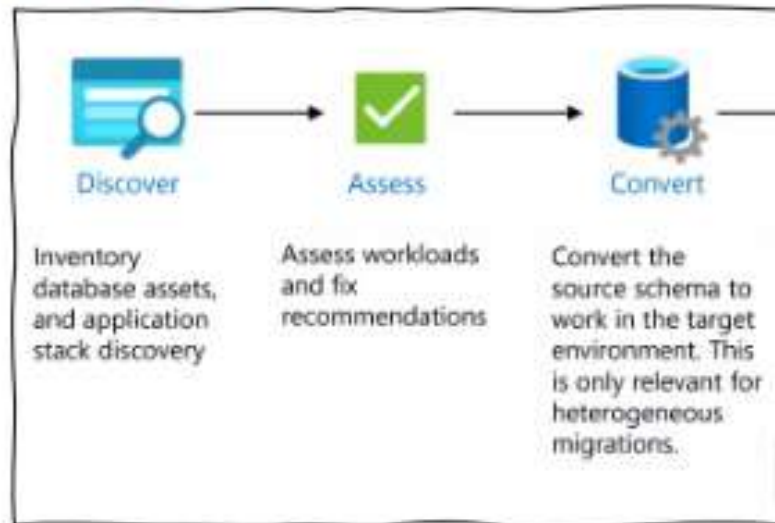 Discover
Inventory
database assets,
and application
stack discovery
Assess
Assess workloads
and fix
recommendations
Convert
Convert the
source schema to
work in the target
environment. This
is only relevant for
heterogeneous
migrations.